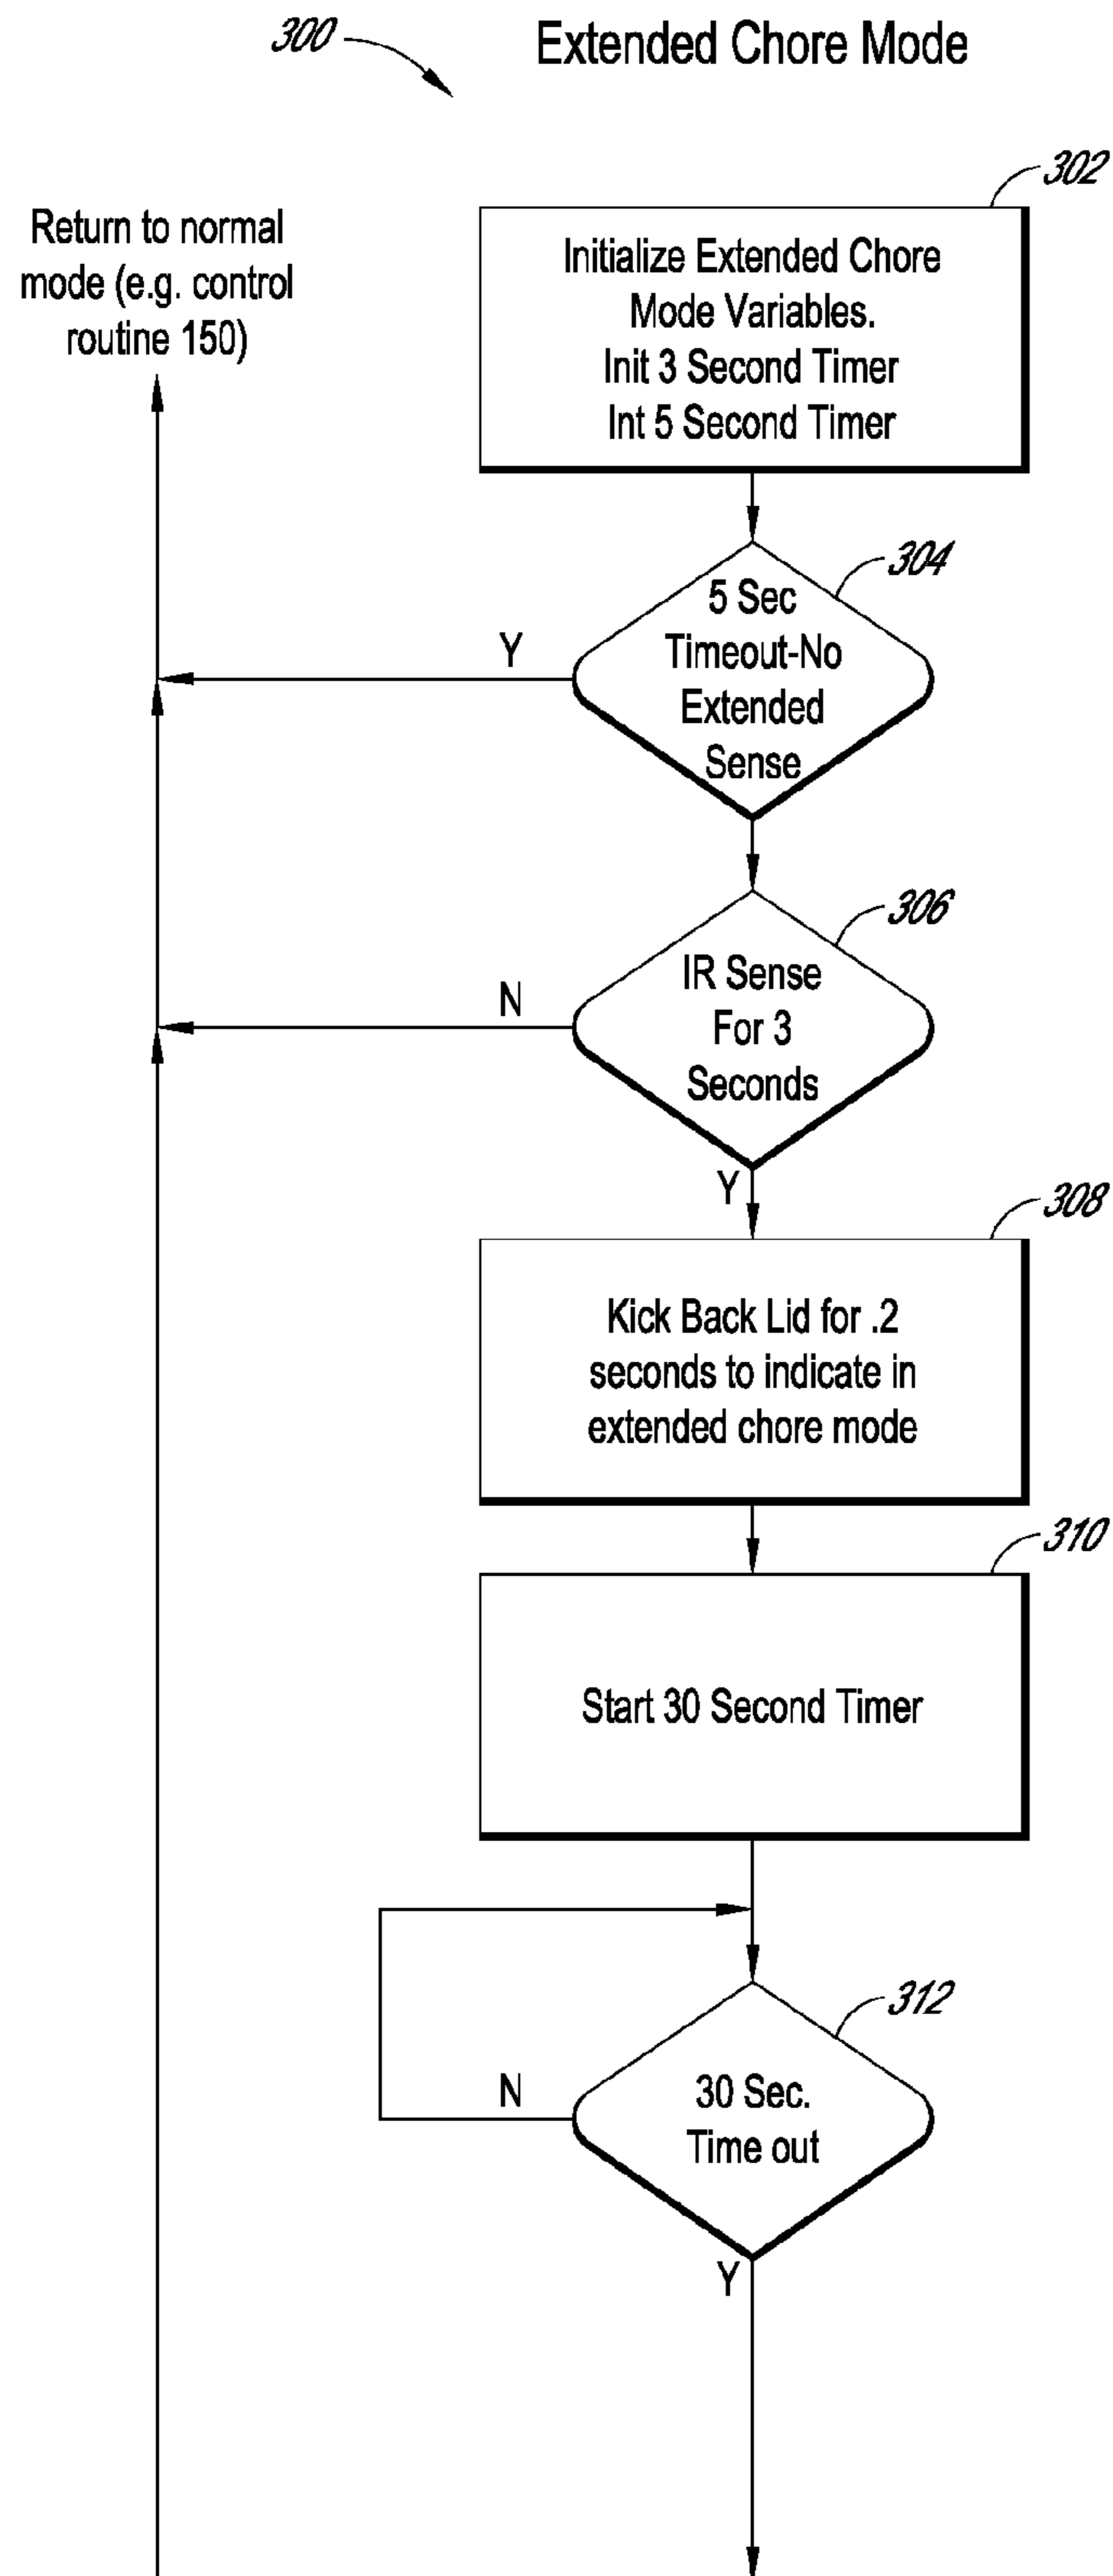 300
Extended Chore Mode
302
Return to normal
mode (e.g. control
routine 150)
Initialize Extended Chore
Mode Variables.
Init 3 Second Timer
Int 5 Second Timer
304
5 Sec
Timeout-No
Extended
Sense
Y
306
IR Sense
For 3
Seconds
N
Y
308
Kick Back Lid for .2
seconds to indicate in
extended chore mode
310
Start 30 Second Timer
312
30 Sec.
Time out
N
Y